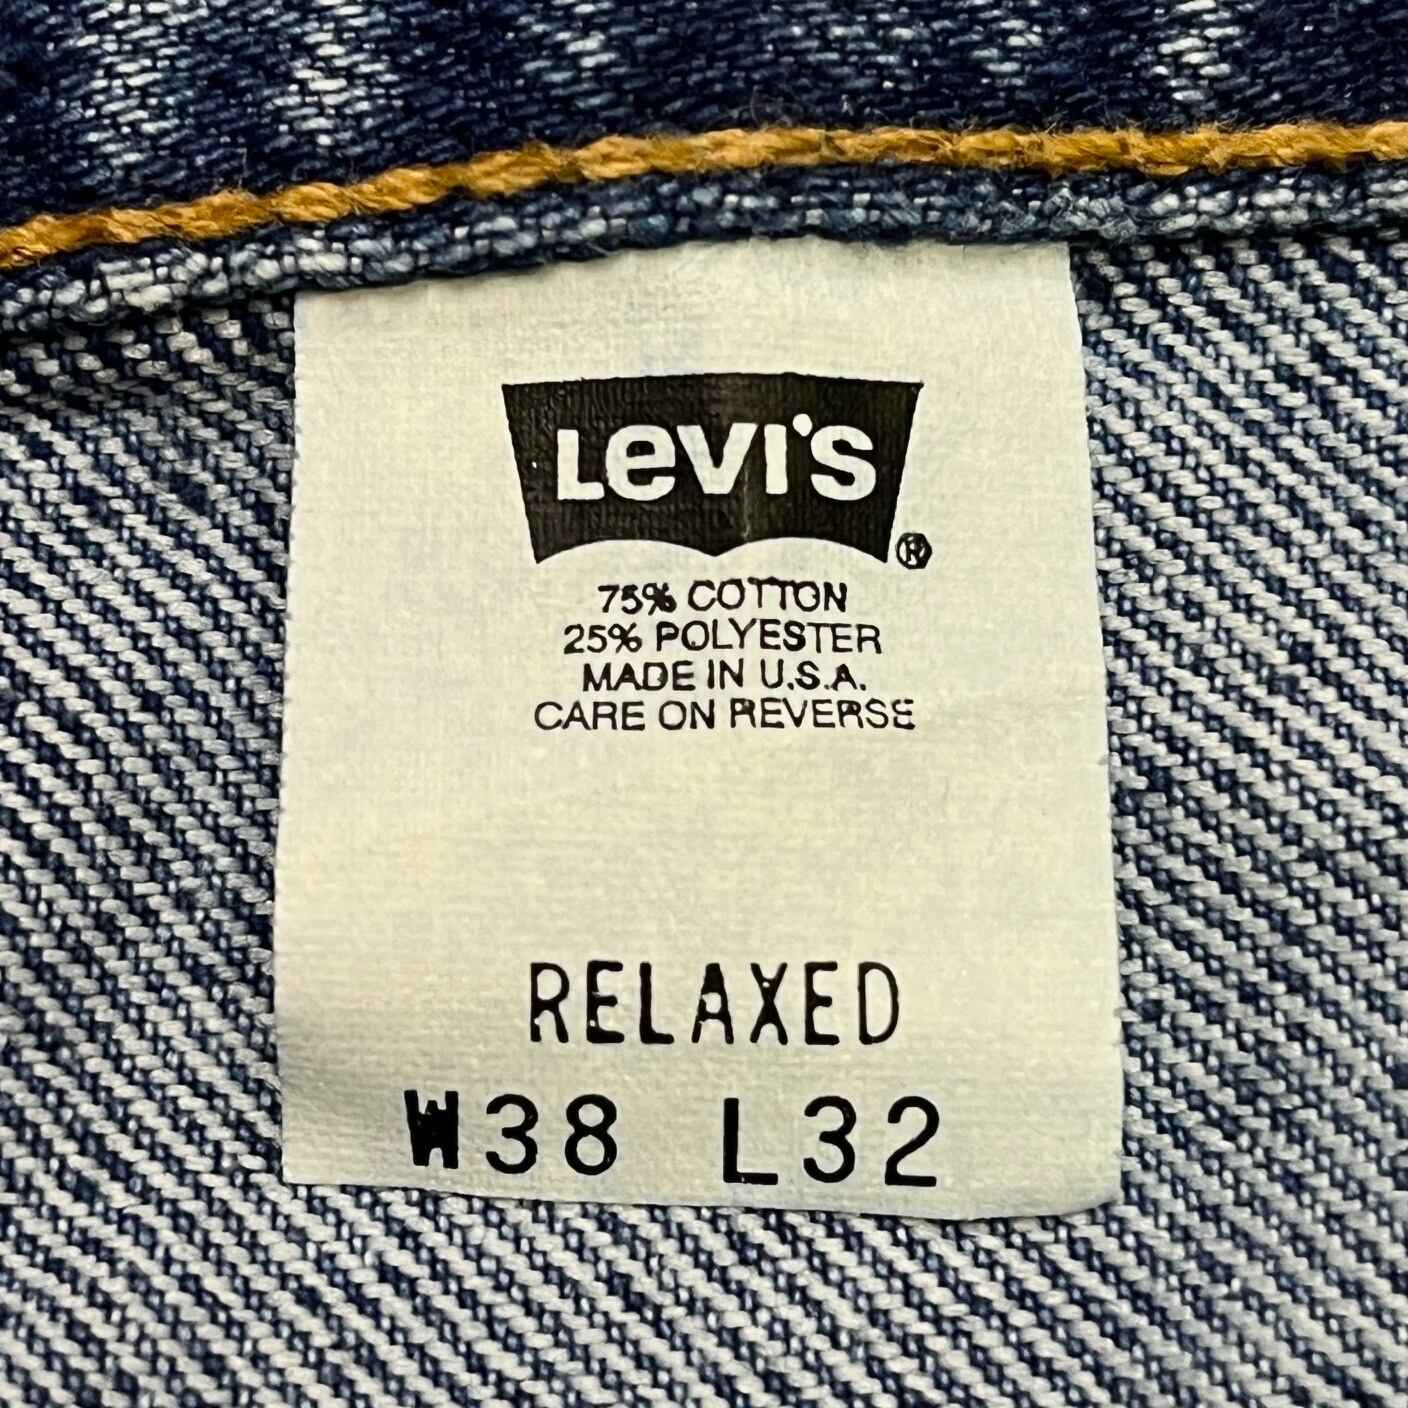 Levi's
®
75% COTTON
25% POLYESTER
MADE IN U.S.A.
CARE ON REVERSE
RELAXED
W38 L32